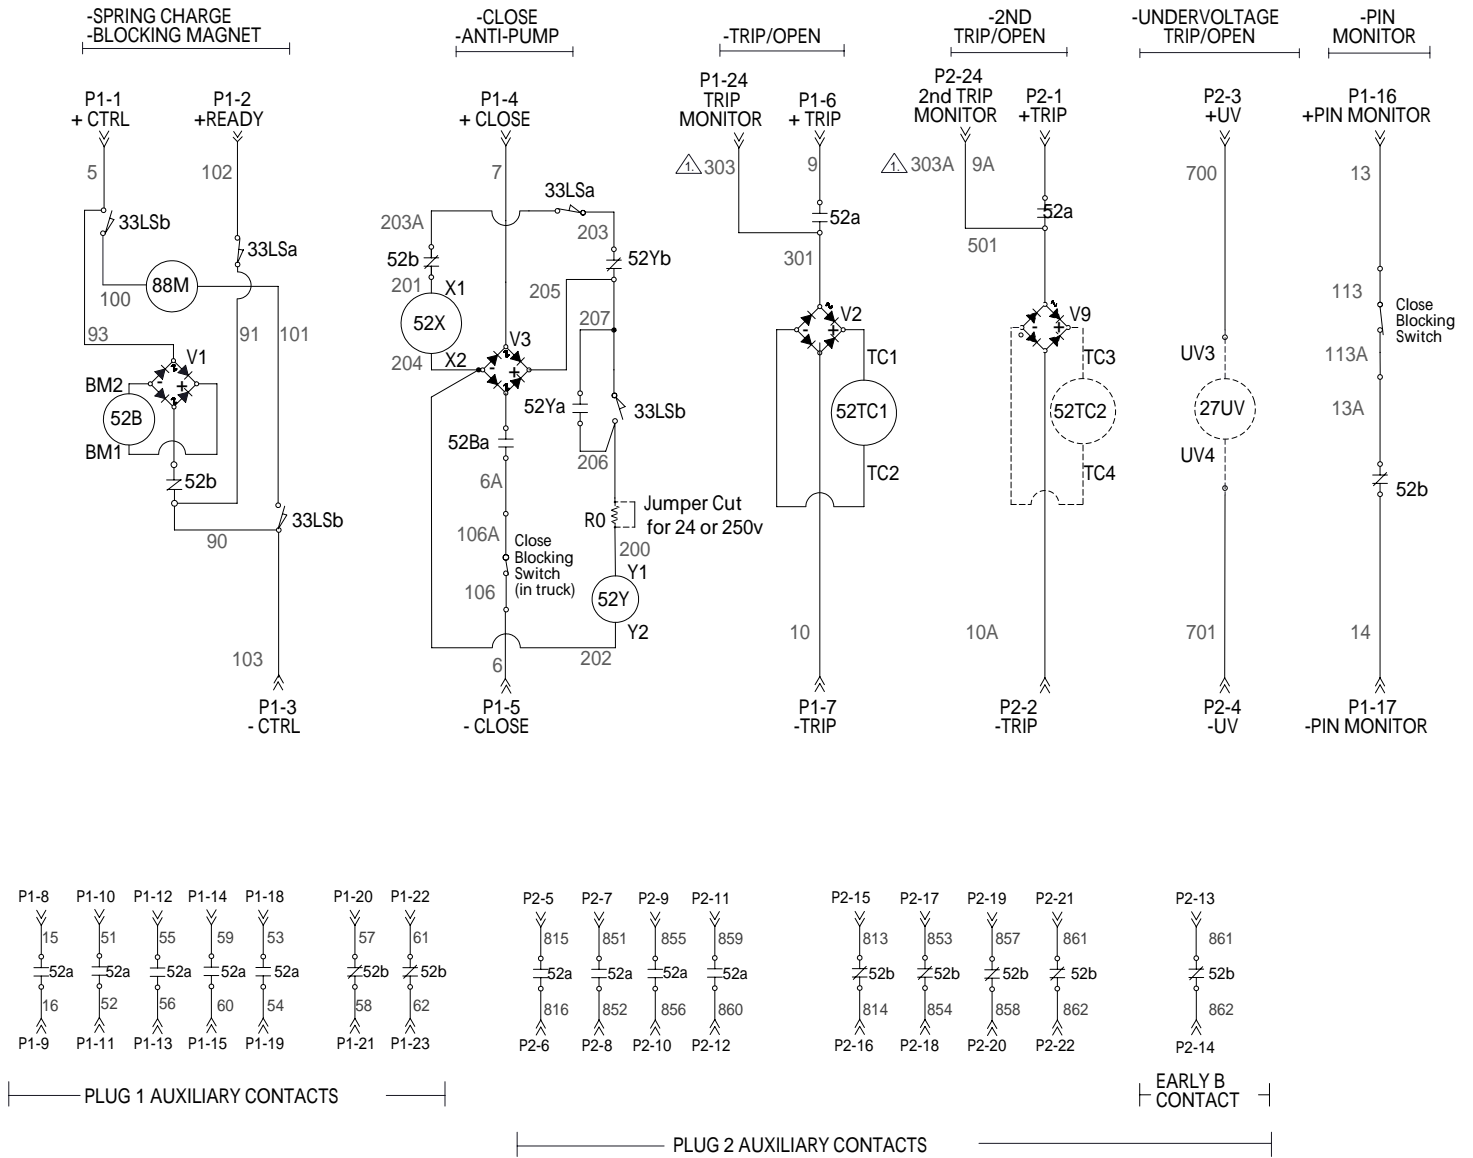 -SPRING CHARGE
-BLOCKING MAGNET
-CLOSE
-ANTI-PUMP
-TRIP/OPEN
-2ND
TRIP/OPEN
-UNDERVOLTAGE
TRIP/OPEN
-PIN
MONITOR
P1-1
+ CTRL
P1-2
+READY
P1-4
+ CLOSE
P1-24
TRIP
MONITOR
P1-6
+ TRIP
P2-24
2nd TRIP
MONITOR
P2-1
+TRIP
P2-3
+UV
P1-16
+PIN MONITOR
5
102
7
1.
303
9
1.
303A
9A
700
13
33LSb
33LSa
33LSa
203A
203
52b
52Yb
52a
301
52a
501
88M
100
93
91
101
201
X1
205
52X
207
204
X2
V3
V1
BM2
52B
BM1
52b
90
33LSb
103
P1-3
- CTRL
52Ya
33LSb
52Ba
206
6A
106A
Close
Blocking
Switch
(in truck)
106
R0
Jumper Cut
for 24 or 250v
200
Y1
52Y
Y2
202
6
P1-5
- CLOSE
V2
TC1
52TC1
TC2
10
P1-7
-TRIP
V9
TC3
52TC2
TC4
10A
P2-2
-TRIP
UV3
27UV
UV4
701
P2-4
-UV
113
Close
Blocking
Switch
113A
13A
52b
14
P1-17
-PIN MONITOR
P1-8 P1-10 P1-12 P1-14 P1-18 P1-20 P1-22 P2-5 P2-7 P2-9 P2-11 P2-15 P2-17 P2-19 P2-21 P2-13
15 51 55 59 53 57 61 815 851 855 859 813 853 857 861 861
52a 52a 52a 52a 52a 52b 52b 52a 52a 52a 52a 52b 52b 52b 52b 52b
16 52 56 60 54 58 62 816 852 856 860 814 854 858 862 862
P1-9 P1-11 P1-13 P1-15 P1-19 P1-21 P1-23 P2-6 P2-8 P2-10 P2-12 P2-16 P2-18 P2-20 P2-22 P2-14
PLUG 1 AUXILIARY CONTACTS
EARLY B
CONTACT
PLUG 2 AUXILIARY CONTACTS